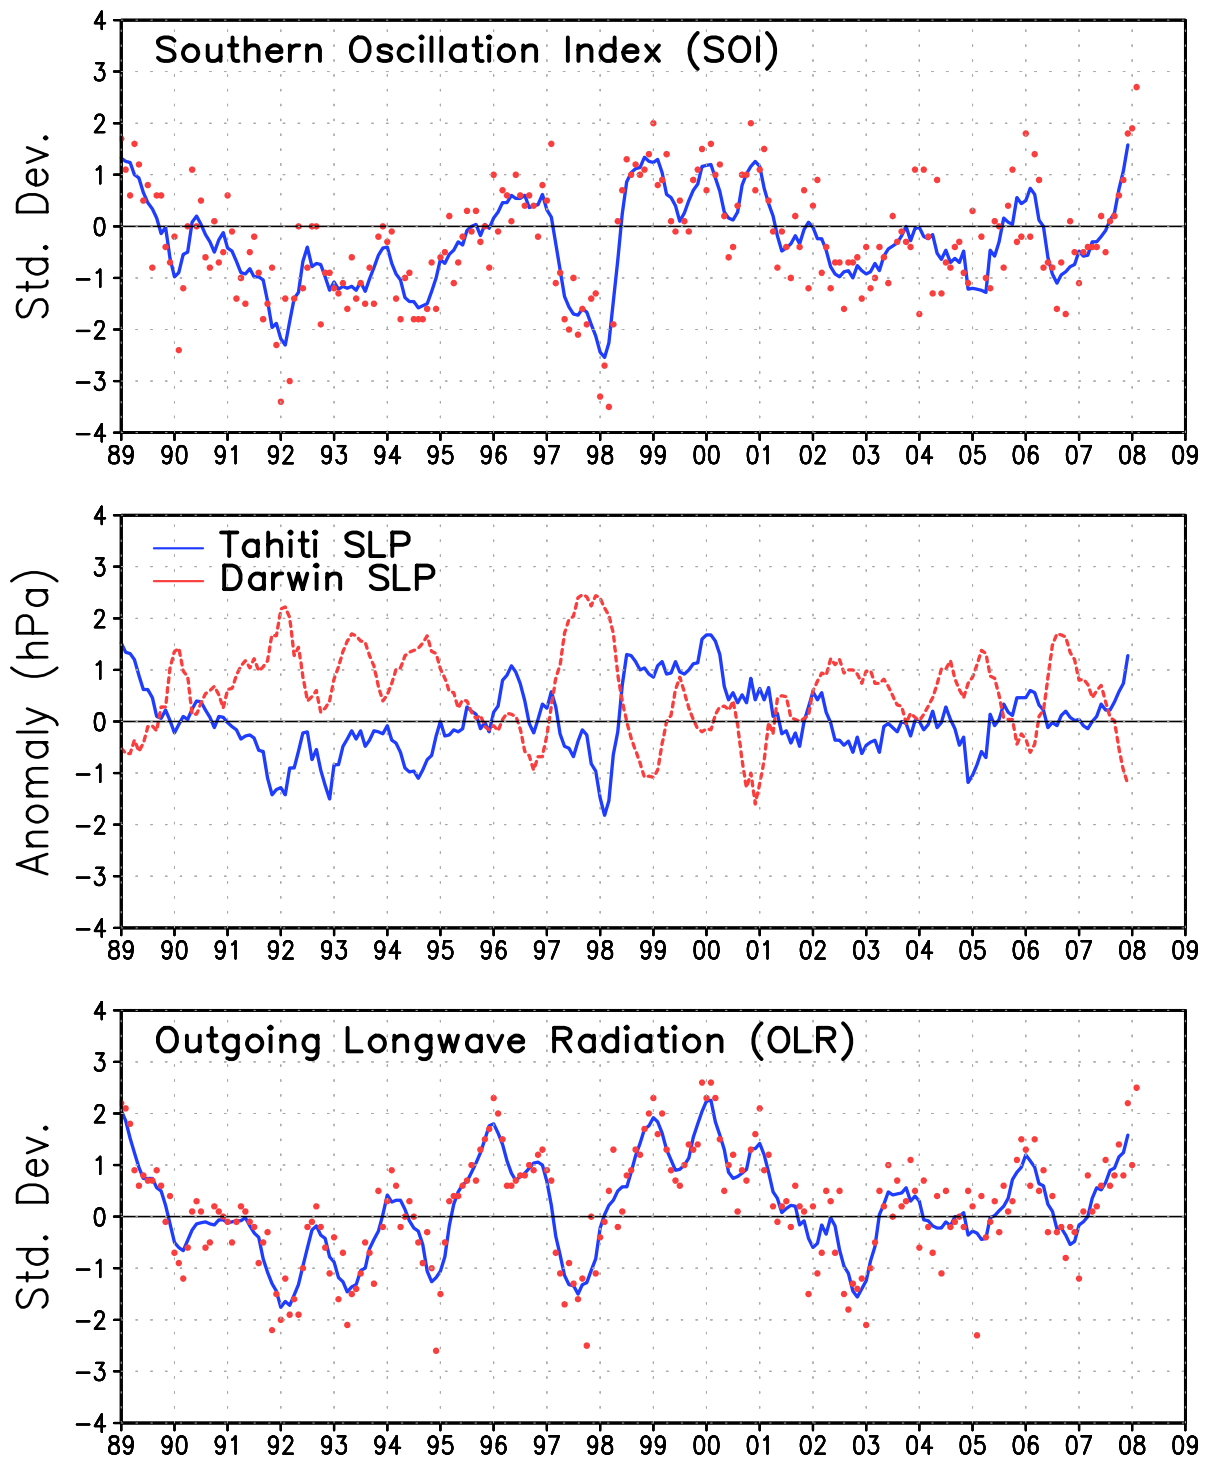 Southern Oscillation Index (SOI)
Std. Dev.
4
3
2
1
0
−1
−2
−3
−4
89 90 91 92 93 94 95 96 97 98 99 00 01 02 03 04 05 06 07 08 09
Tahiti SLP
Darwin SLP
Anomaly (hPa)
4
3
2
1
0
−1
−2
−3
−4
89 90 91 92 93 94 95 96 97 98 99 00 01 02 03 04 05 06 07 08 09
Outgoing Longwave Radiation (OLR)
Std. Dev.
4
3
2
1
0
−1
−2
−3
−4
89 90 91 92 93 94 95 96 97 98 99 00 01 02 03 04 05 06 07 08 09